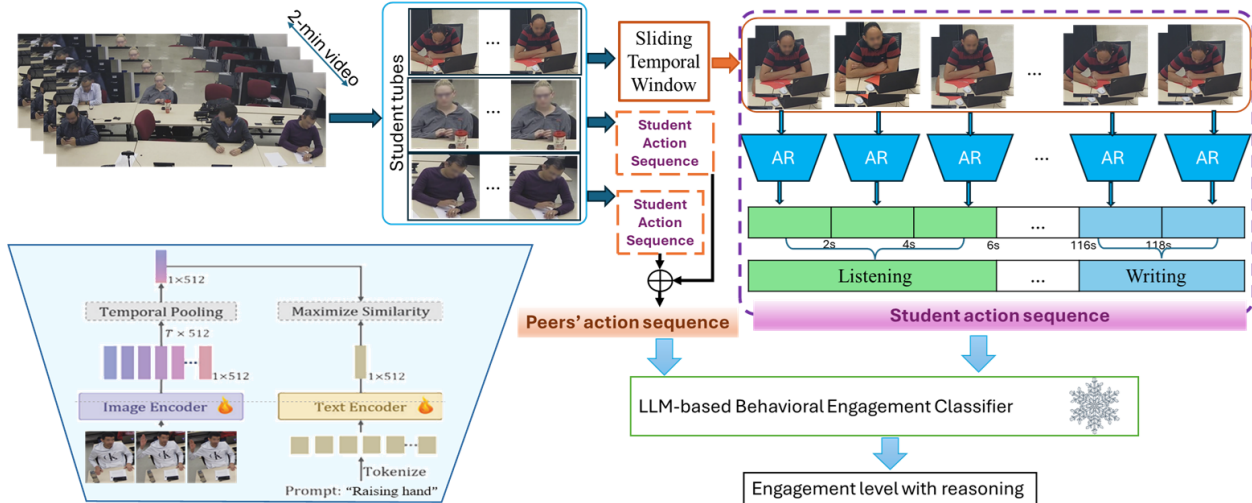 2-min video
Student tubes
...
...
...
Sliding
Temporal
Window
Student
Action
Sequence
Student
Action
Sequence
Peers' action sequence
...
AR
AR
AR
...
AR
AR
...
2s
4s
6s
116s
118s
Listening
...
Writing
Student action sequence
LLM-based Behavioral Engagement Classifier
Engagement level with reasoning
1×512
Temporal Pooling
Maximize Similarity
T × 512
1×512
1×512
Image Encoder
Text Encoder
Tokenize
Prompt: "Raising hand"